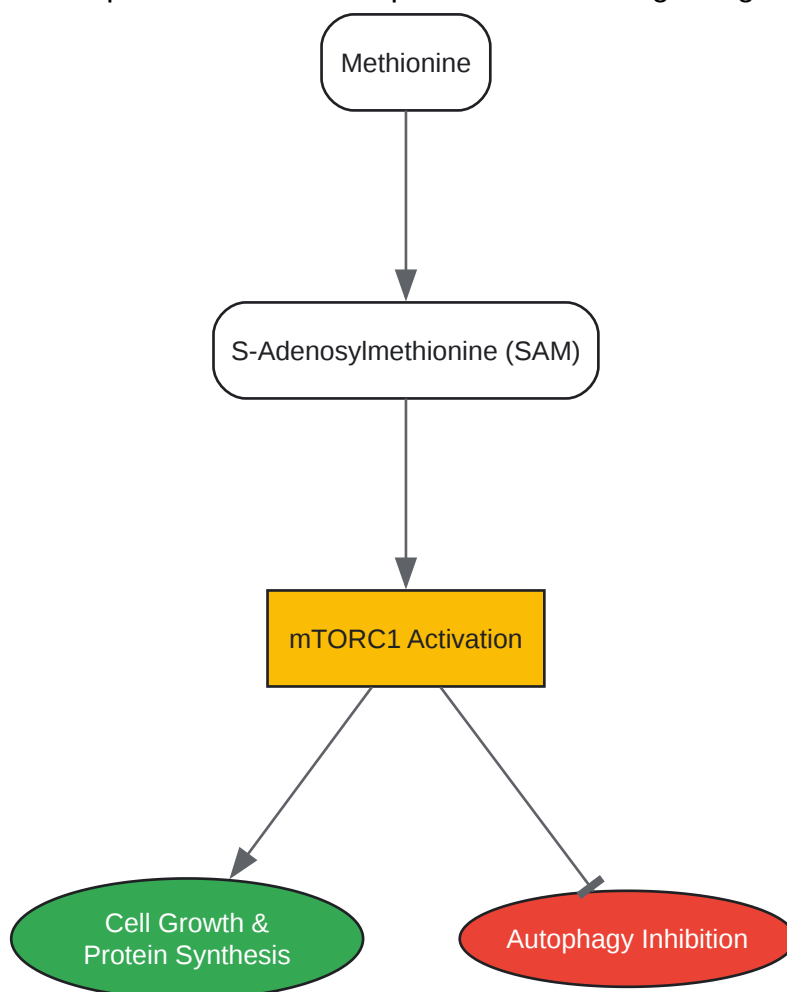 Methionine
S-Adenosylmethionine (SAM)
mTORC1 Activation
Cell Growth &
Protein Synthesis
Autophagy Inhibition